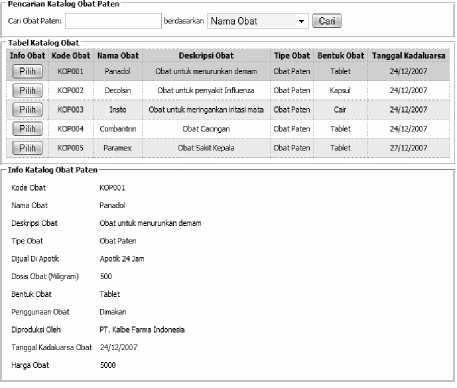 Pencarian Katalog Obat Paten
Cari Obat Paten: berdasarkan Nama Obat Cari
Tabel Katalog Obat
Info Obat Kode Obat Nama Obat Deskripsi Obat Tipe Obat Bentuk Obat Tanggal Kadaluarsa
Pilih KOP001 Panadol Obat untuk menurunkan demam Obat Paten Tablet 24/12/2007
Pilih KOP002 Decolsin Obat untuk penyakit Influenza Obat Paten Kapsul 24/12/2007
Pilih KOP003 Insto Obat untuk meringankan iritasi mata Obat Paten Cair 24/12/2007
Pilih KOP004 Combantrin Obat Cacingan Obat Paten Tablet 24/12/2007
Pilih KOP005 Paramex Obat Sakit Kepala Obat Paten Tablet 27/12/2007
Info Katalog Obat Paten
Kode Obat KOP001
Nama Obat Panadol
Deskripsi Obat Obat untuk menurunkan demam
Tipe Obat Obat Paten
Dijual Di Apotik Apotik 24 Jam
Dosis Obat (Miligram) 500
Bentuk Obat Tablet
Penggunaan Obat Dimakan
Diproduksi Oleh PT. Kalbe Farma Indonesia
Tanggal Kadaluarsa Obat 24/12/2007
Harga Obat 5000